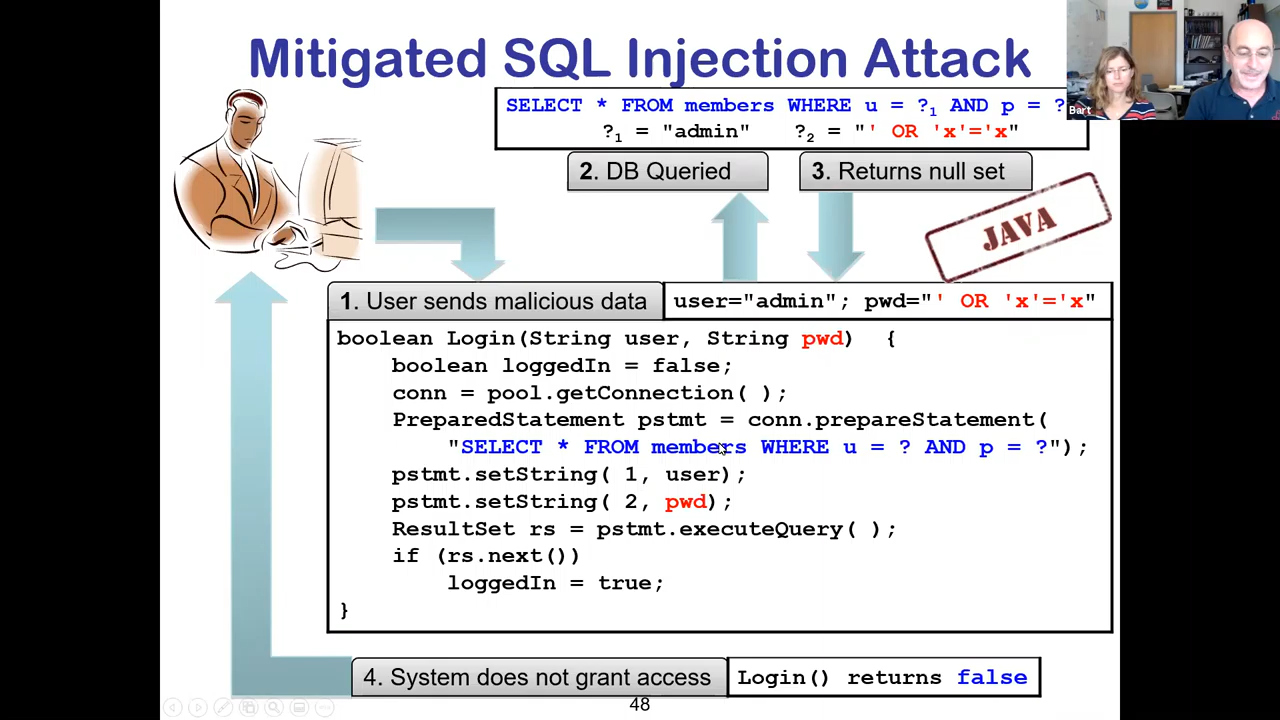 Mitigated SQL Injection Attack
SELECT * FROM members WHERE u = ?1 AND p = ?
Bart
?1 = "admin" ?2 = "' OR 'x'='x"
2. DB Queried
3. Returns null set
JAVA
1. User sends malicious data
user="admin"; pwd="' OR 'x'='x"
boolean Login(String user, String pwd) {
boolean loggedIn = false;
conn = pool.getConnection( );
PreparedStatement pstmt = conn.prepareStatement(
"SELECT * FROM members WHERE u = ? AND p = ?");
pstmt.setString( 1, user);
pstmt.setString( 2, pwd);
ResultSet rs = pstmt.executeQuery( );
if (rs.next())
loggedIn = true;
}
4. System does not grant access
Login() returns false
48